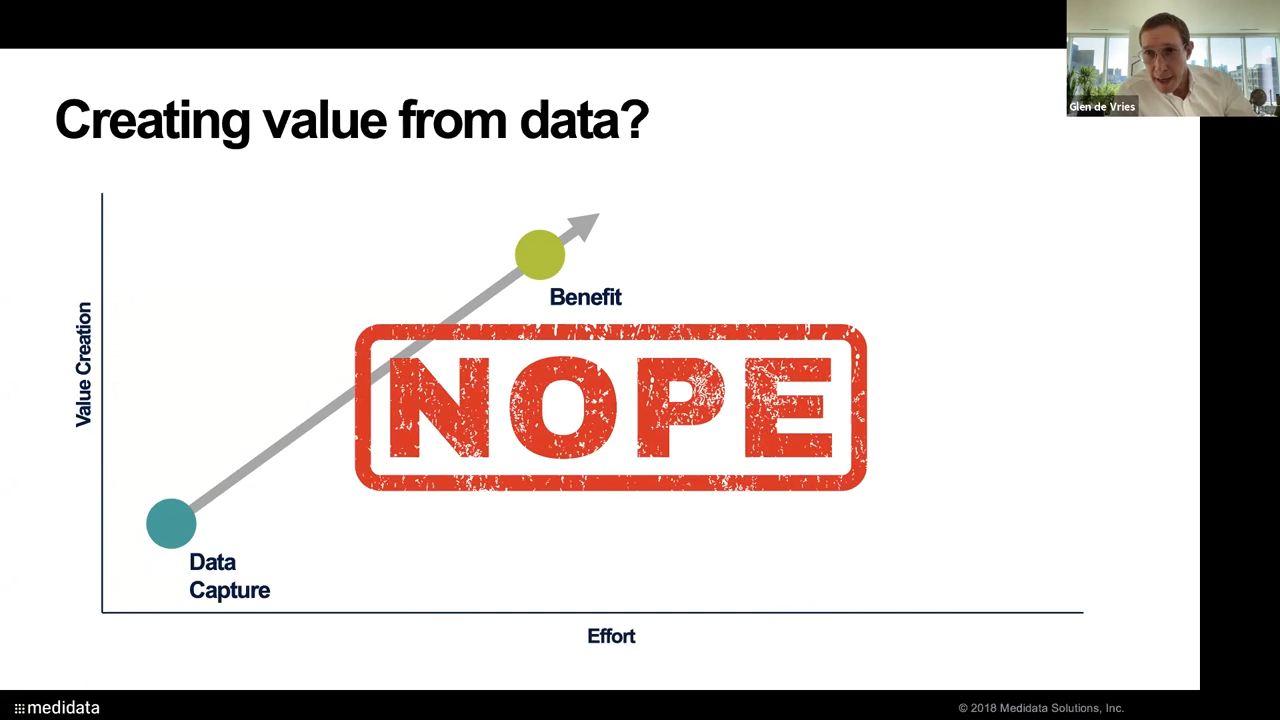 Glen de Vries
Creating value from data?
Value Creation
Benefit
NOPE
Data
Capture
Effort
medidata
© 2018 Medidata Solutions, Inc.